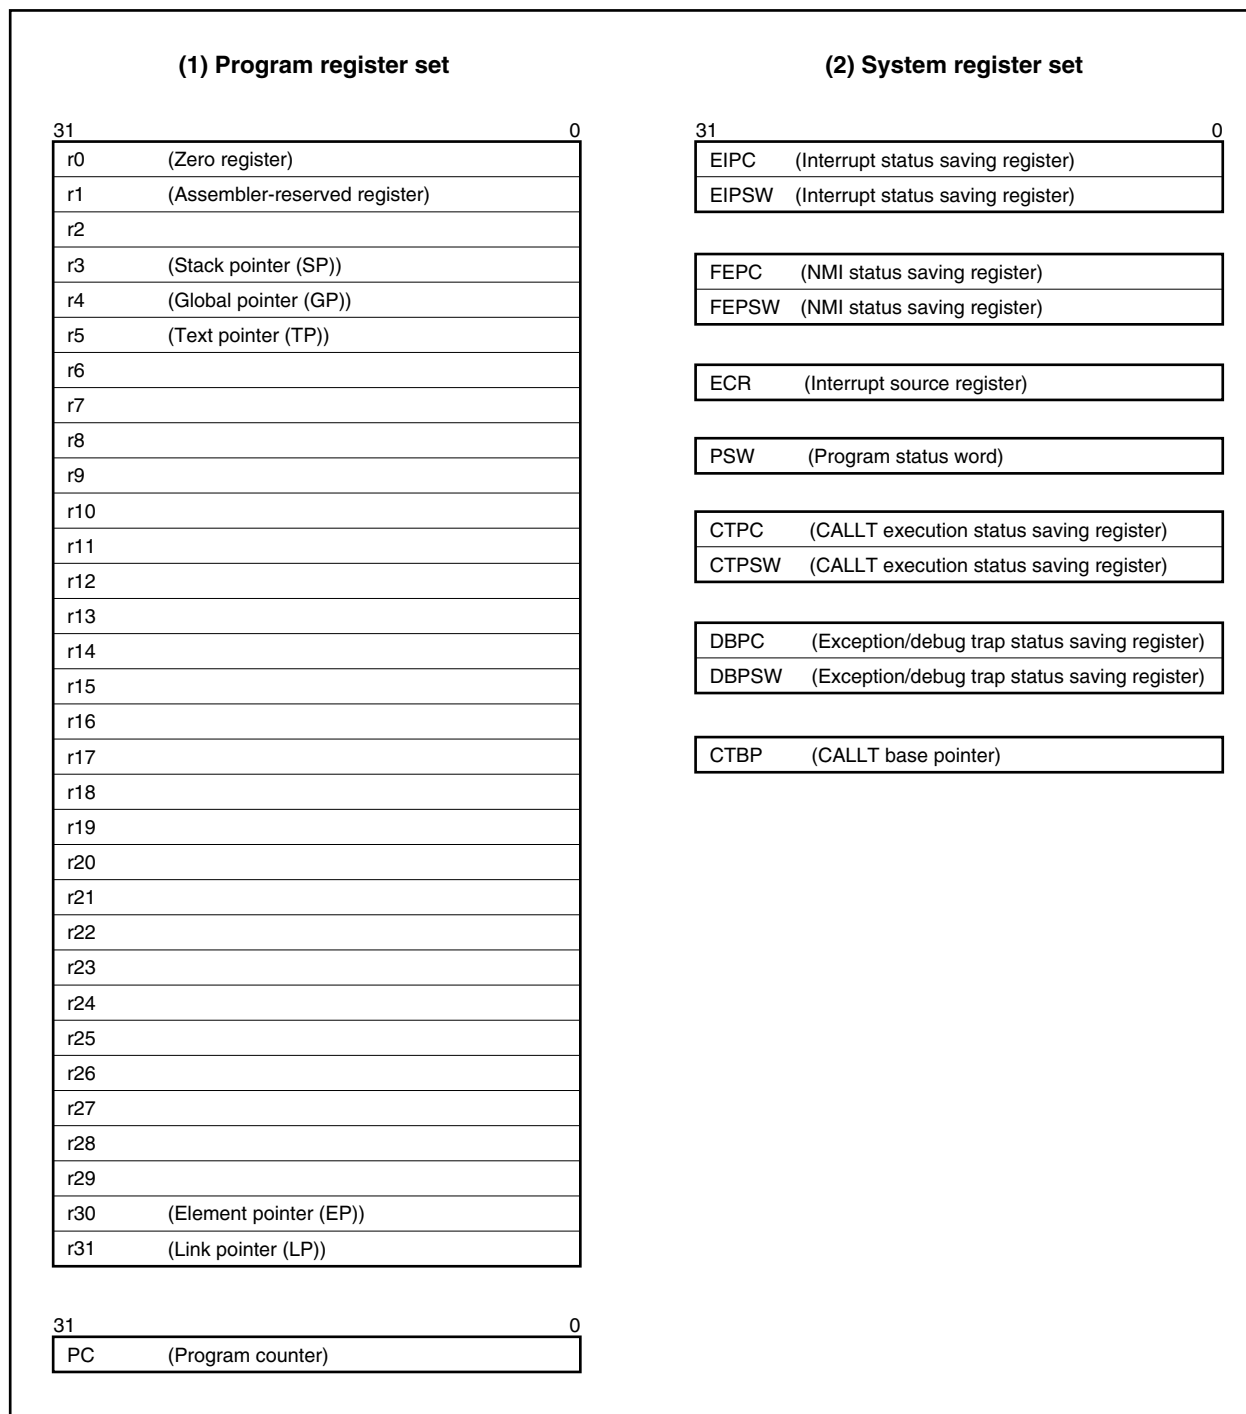 (1) Program register set
31 0
r0 (Zero register)
r1 (Assembler-reserved register)
r2
r3 (Stack pointer (SP))
r4 (Global pointer (GP))
r5 (Text pointer (TP))
r6
r7
r8
r9
r10
r11
r12
r13
r14
r15
r16
r17
r18
r19
r20
r21
r22
r23
r24
r25
r26
r27
r28
r29
r30 (Element pointer (EP))
r31 (Link pointer (LP))
31 0
PC (Program counter)
(2) System register set
31 0
EIPC (Interrupt status saving register)
EIPSW (Interrupt status saving register)
FEPC (NMI status saving register)
FEPSW (NMI status saving register)
ECR (Interrupt source register)
PSW (Program status word)
CTPC (CALLT execution status saving register)
CTPSW (CALLT execution status saving register)
DBPC (Exception/debug trap status saving register)
DBPSW (Exception/debug trap status saving register)
CTBP (CALLT base pointer)